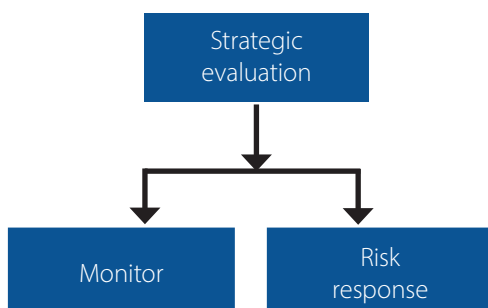 Strategic
evaluation
Monitor
Risk
response